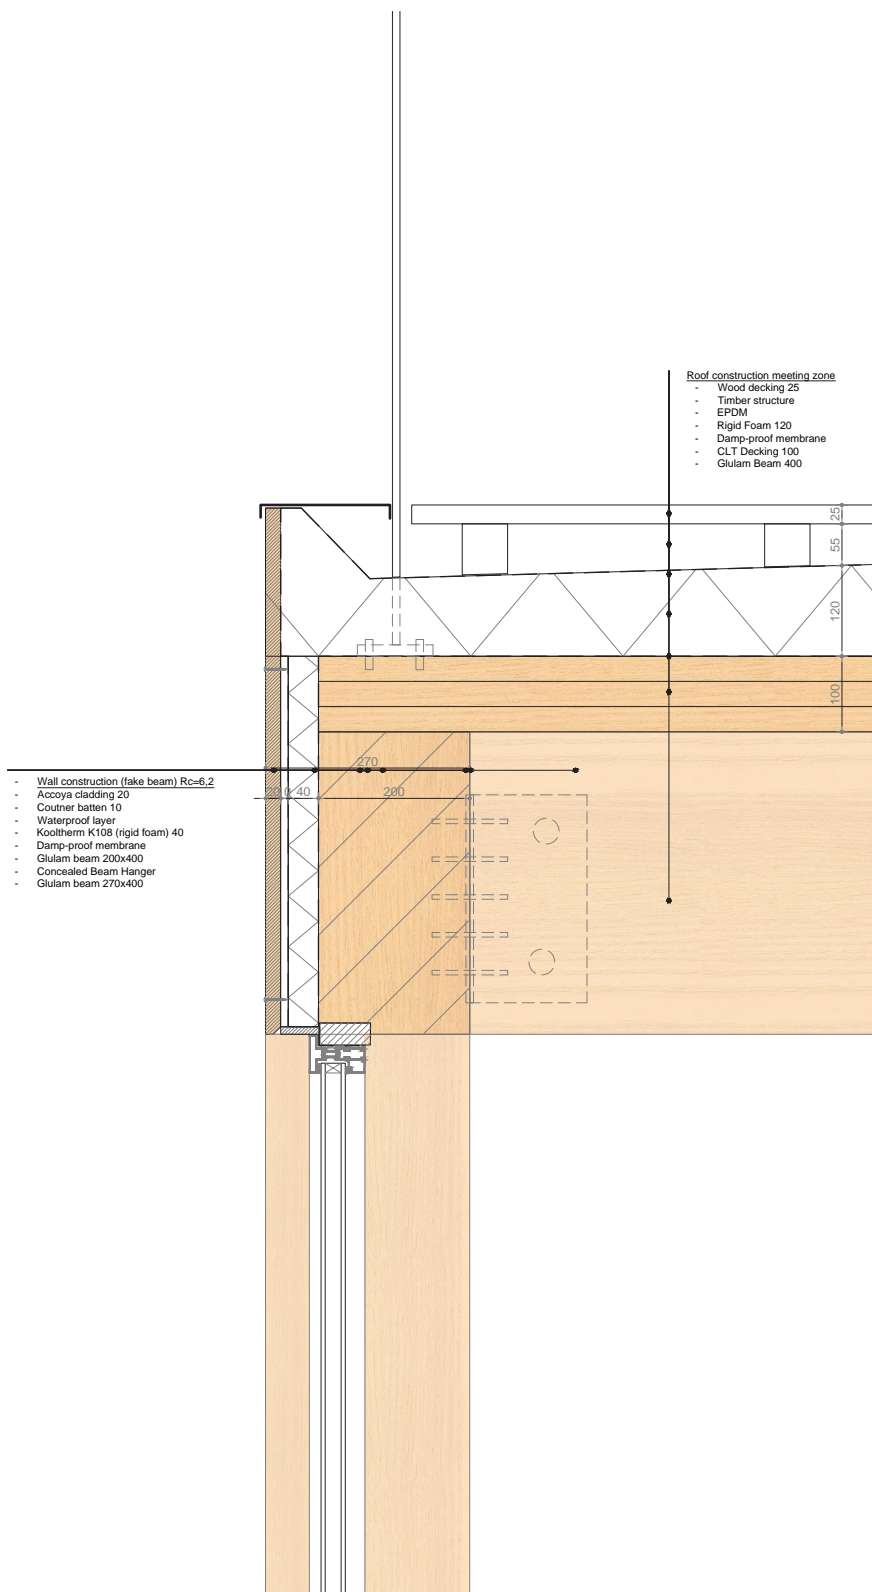 Roof construction meeting zone
- Wood decking 25
- Timber structure
- EPDM
- Rigid Foam 120
- Damp-proof membrane
- CLT Decking 100
- Glulam Beam 400
25
55
120
100
270
20 0 40 200
- Wall construction (fake beam) Rc=6,2
- Accoya cladding 20
- Coutner batten 10
- Waterproof layer
- Kooltherm K108 (rigid foam) 40
- Damp-proof membrane
- Glulam beam 200x400
- Concealed Beam Hanger
- Glulam beam 270x400